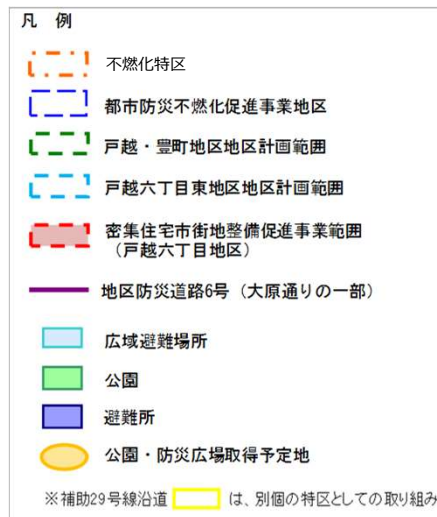 凡 例
不燃化特区
都市防災不燃化促進事業地区
戸越・豊町地区地区計画範囲
戸越六丁目東地区地区計画範囲
密集住宅市街地整備促進事業範囲
（戸越六丁目地区）
地区防災道路6号（大原通りの一部）
広域避難場所
公園
避難所
公園・防災広場取得予定地
※補助29号線沿道 は、別個の特区としての取り組み